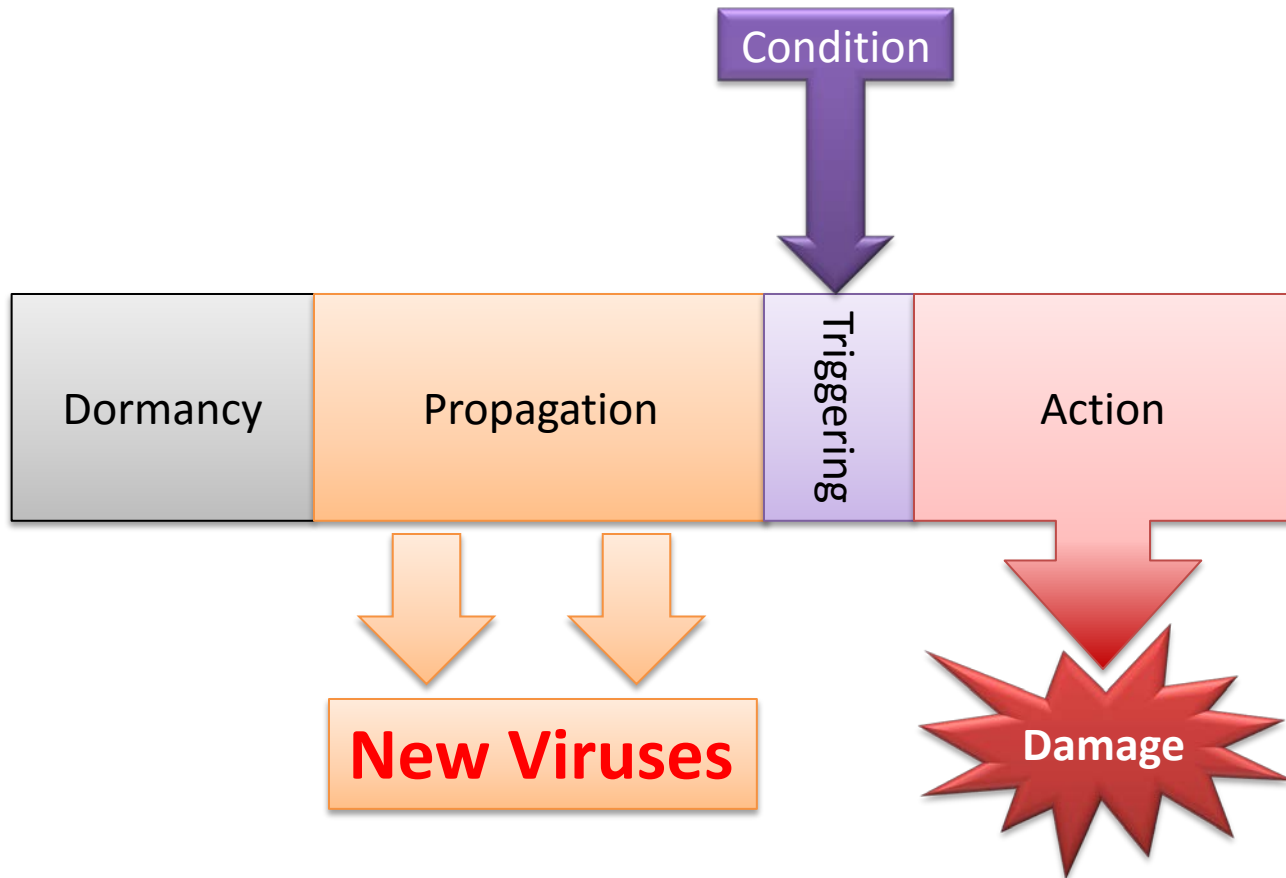 Condition
Dormancy
Propagation
Triggering
Action
New Viruses
Damage